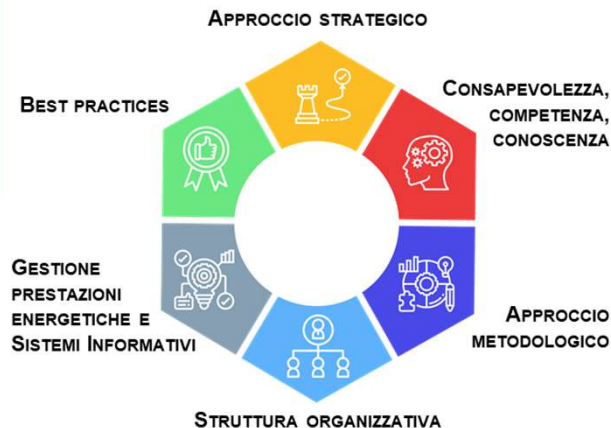 APPROCCIO STRATEGICO
CONSAPEVOLEZZA,
COMPETENZA,
CONOSCENZA
APPROCCIO
METODOLOGICO
STRUTTURA ORGANIZZATIVA
GESTIONE
PRESTAZIONI
ENERGETICHE E
SISTEMI INFORMATIVI
BEST PRACTICES